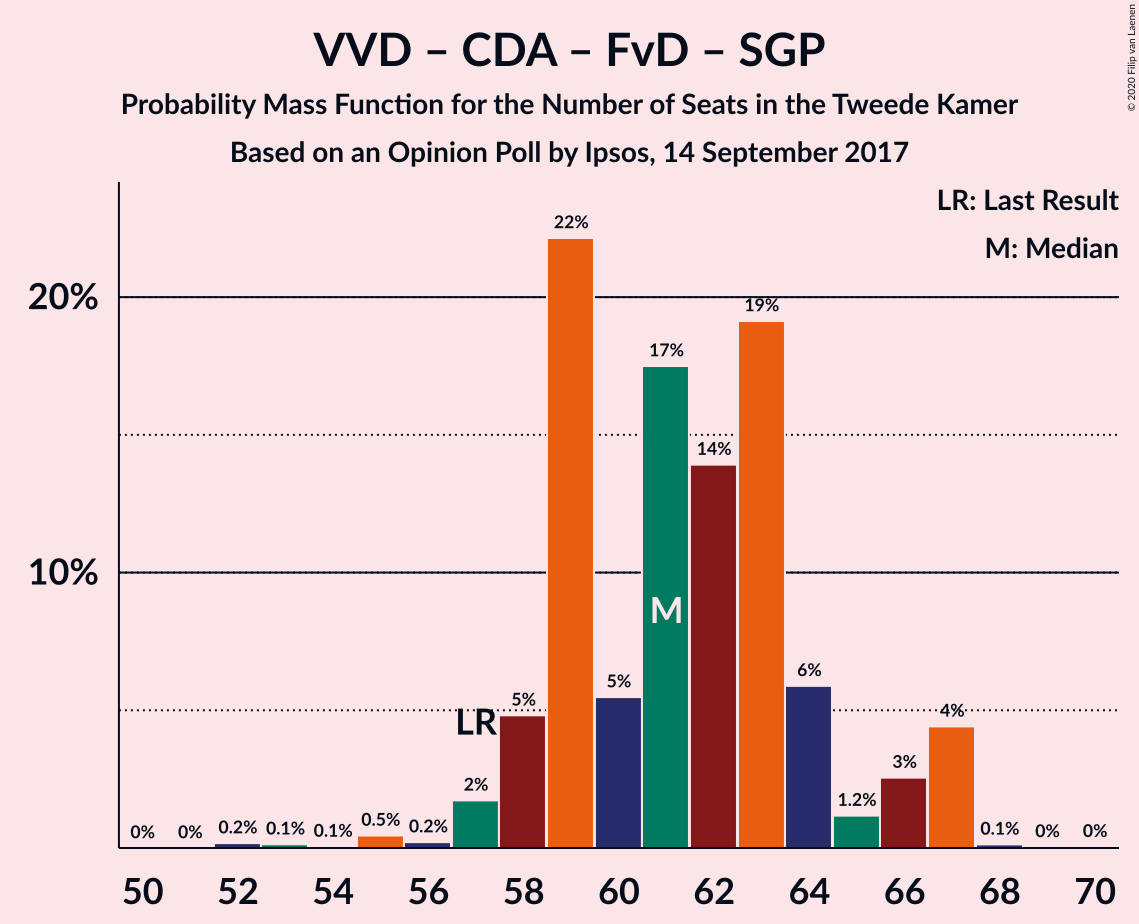 VVD – CDA – FvD – SGP
Probability Mass Function for the Number of Seats in the Tweede Kamer
Based on an Opinion Poll by Ipsos, 14 September 2017
© 2020 Filip van Laenen
LR: Last Result
M: Median
20%
10%
0%
0%
0.2%
0.1%
0.1%
0.5%
0.2%
2%
LR
5%
22%
5%
17%
M
14%
19%
6%
1.2%
3%
4%
0.1%
0%
0%
50 52 54 56 58 60 62 64 66 68 70